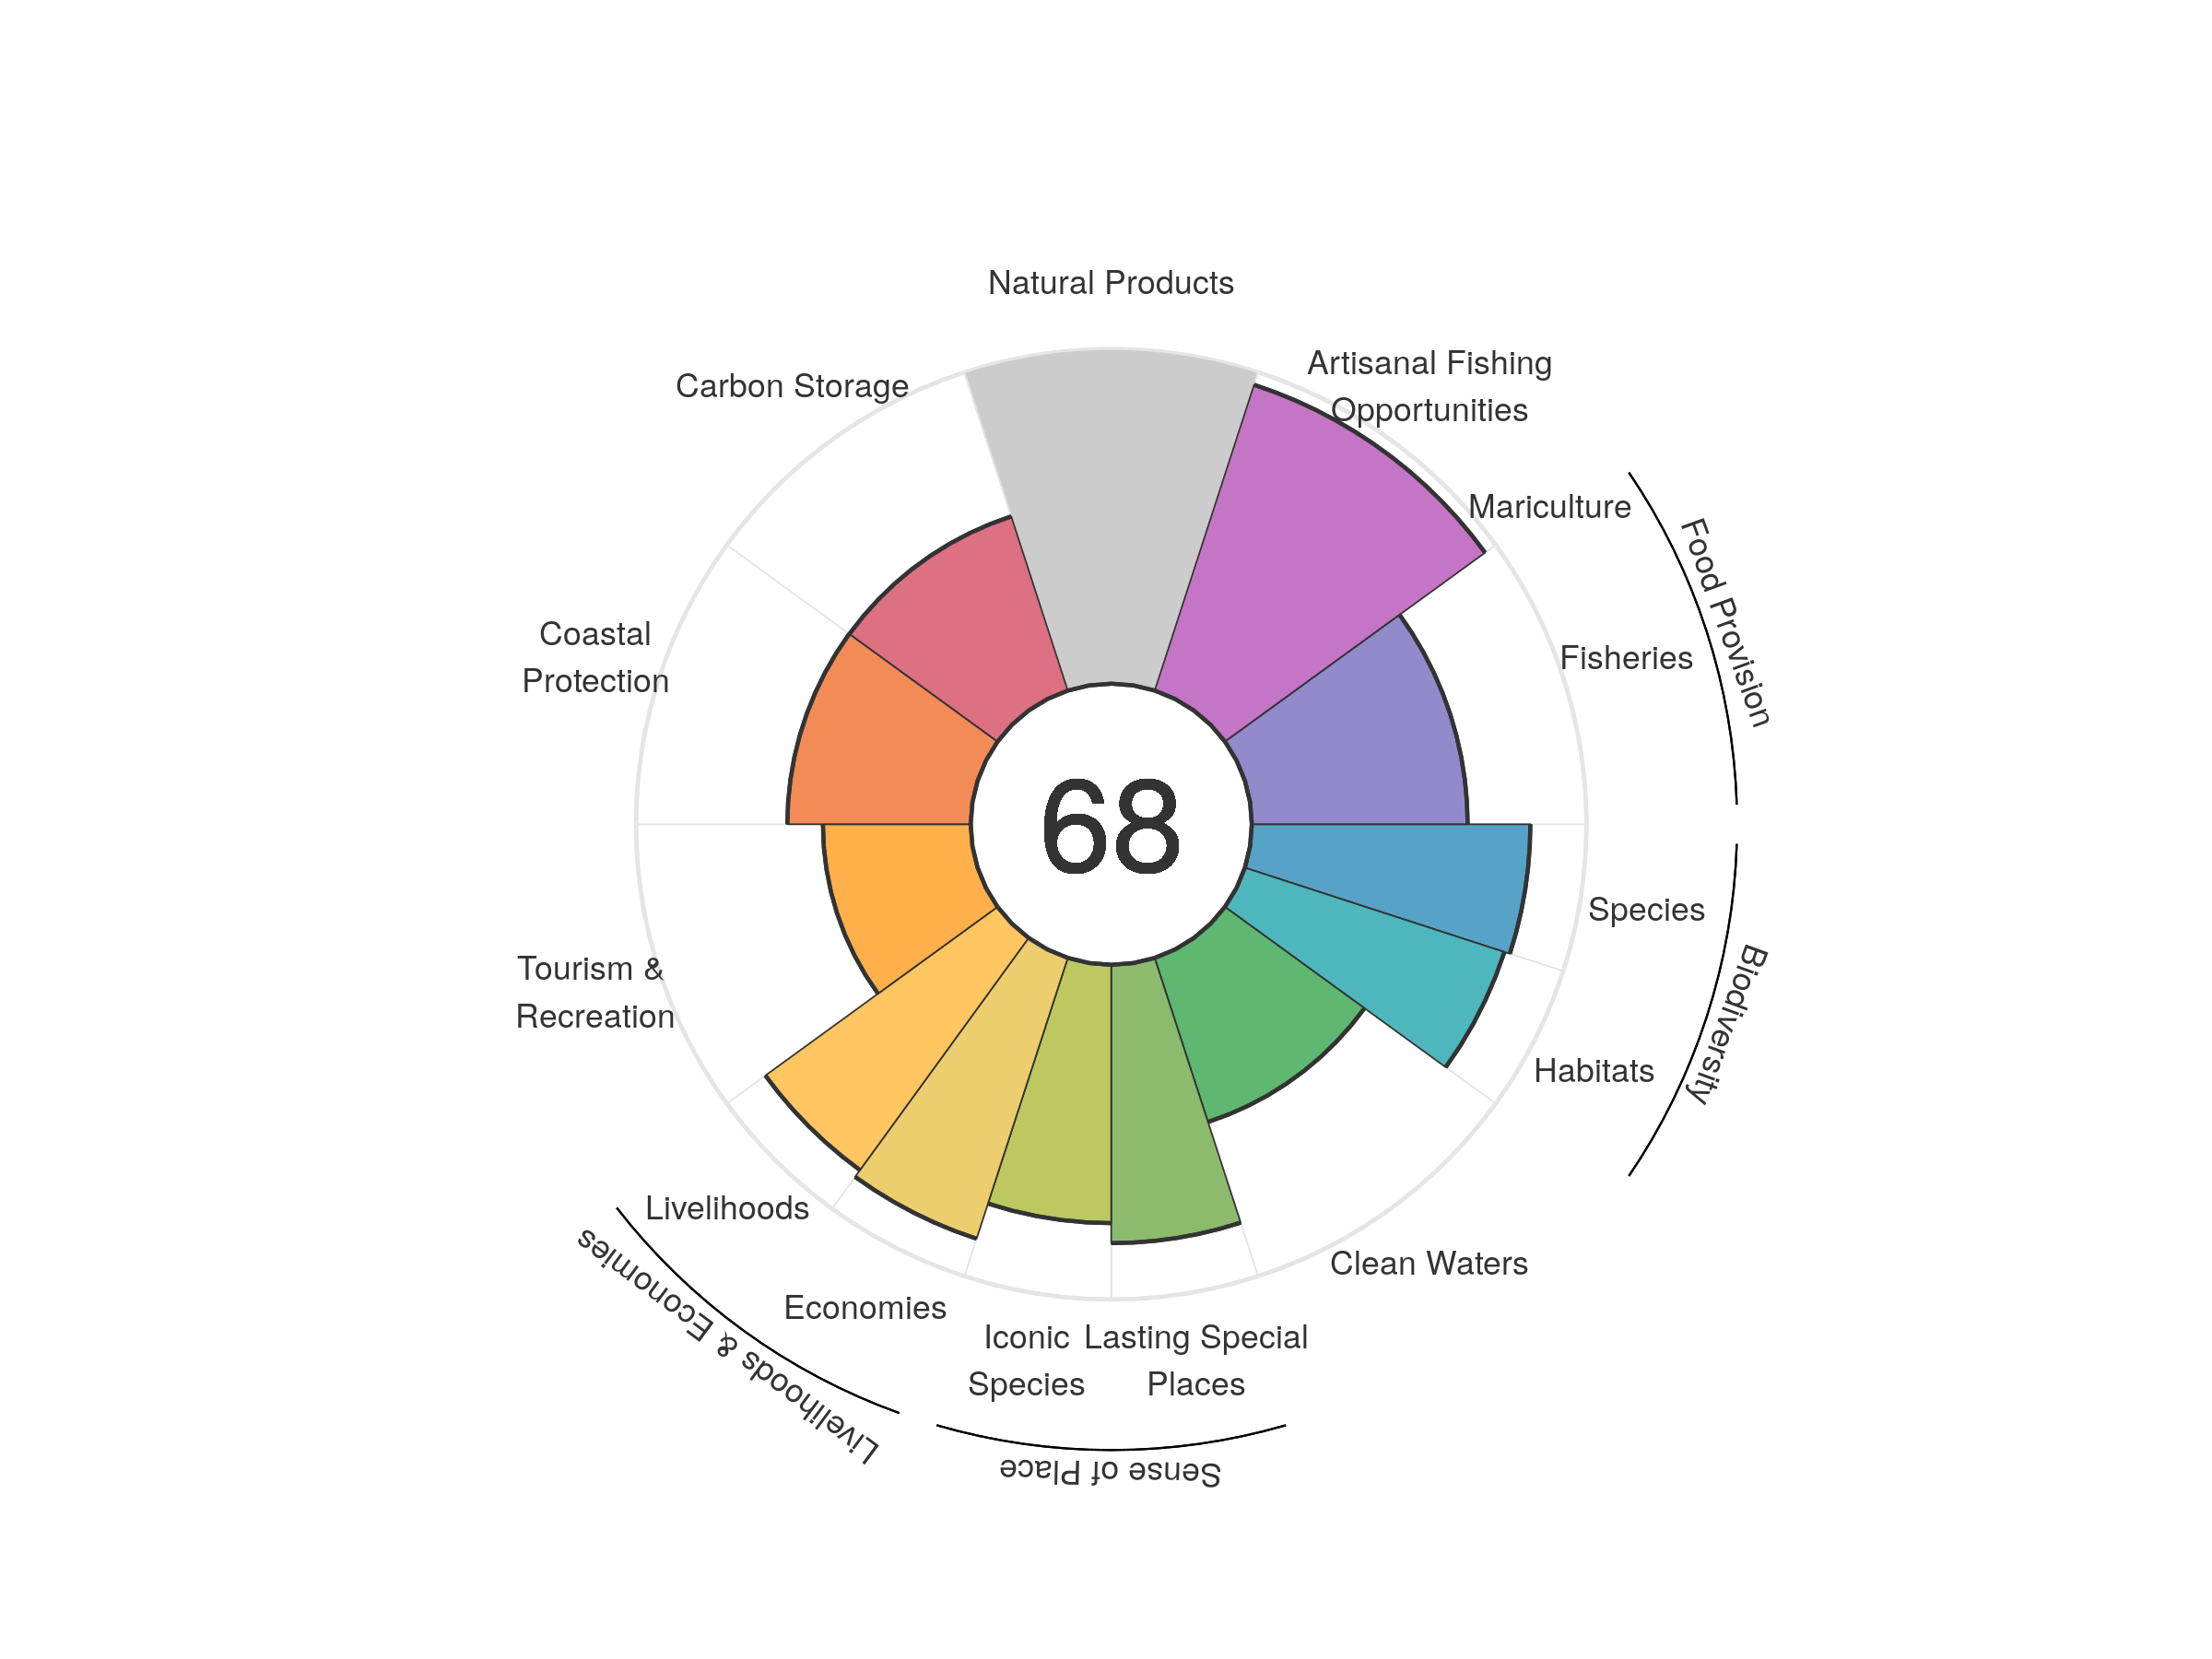 Natural Products
Artisanal Fishing
Opportunities
Carbon Storage
Mariculture
Food Provision
Coastal
Protection
Fisheries
68
Species
Biodiversity
Tourism &
Recreation
Habitats
Livelihoods
Clean Waters
Economies
Livelihoods & Economies
Iconic
Species
Lasting Special
Places
Sense of Place